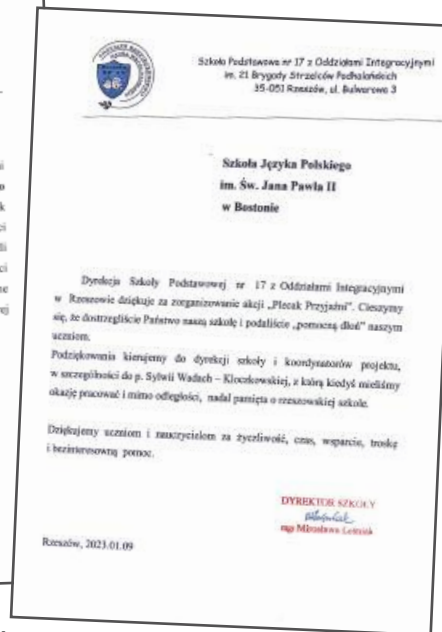 Szkoła Podstawowa nr 17 z Oddziałami Integracyjnymi
im. 21 Brygady Strzelców Podhalańskich
35-051 Rzeszów, ul. Bulwarowa 3
Szkoła Języka Polskiego
im. Św. Jana Pawła II
w Bostonie
Dyrekcja Szkoły Podstawowej nr 17 z Oddziałami Integracyjnymi
w Rzeszowie dziękuje za zorganizowanie akcji „Plecak Przyjaźni”. Cieszymy
się, że dostrzegliście Państwo naszą szkołę i podaliście „pomocną dłoń” naszym
uczniom.
Podziękowania kierujemy do dyrekcji szkoły i koordynatorów projektu,
w szczególności do p. Sylwii Wadach – Kloczkowskiej, z którą kiedyś mieliśmy
okazję pracować i mimo odległości, nadal pamięta o rzeszowskiej szkole.
Dziękujemy uczniom i nauczycielom za życzliwość, czas, wsparcie, troskę
i bezinteresowną pomoc.
DYREKTOR SZKOŁY
mgr Mirosława Leśniak
Rzeszów, 2023.01.09